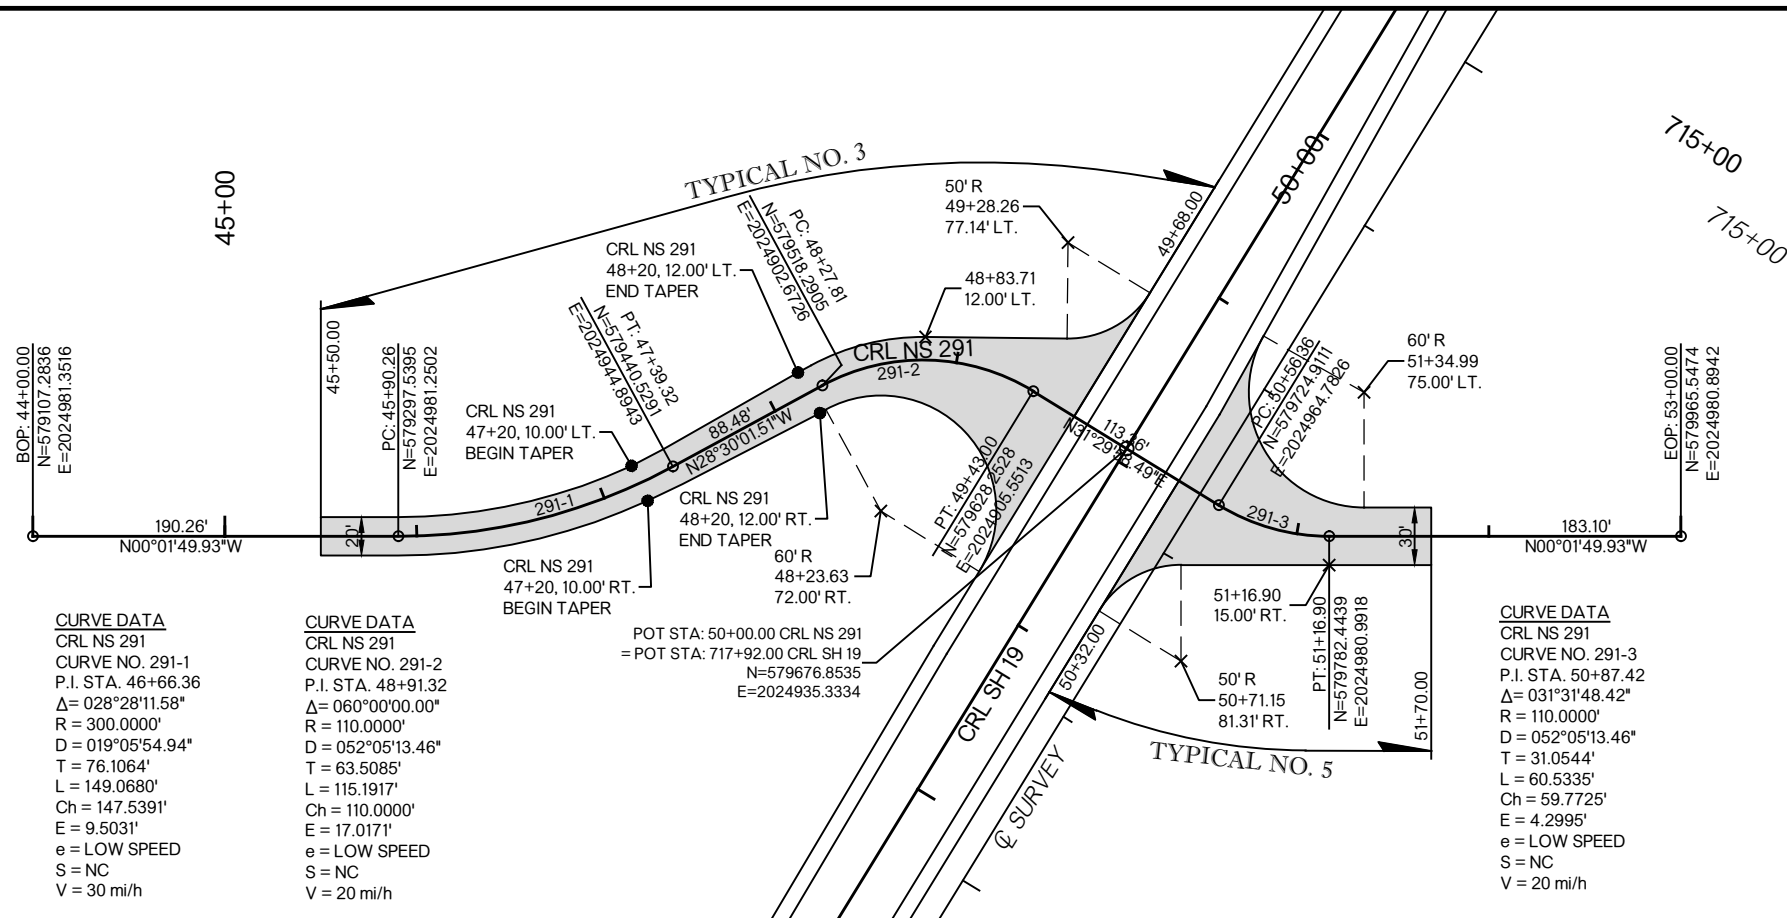 45+00
TYPICAL NO. 3
50+00
715+00
715+00
BOP: 44+00.00
N=579107.2836
E=2024981.3516
45+50.00
PC: 45+90.26
N=579297.5395
E=2024981.2502
190.26'
N00°01'49.93"W
20'
CRL NS 291
47+20, 10.00' LT.
BEGIN TAPER
291-1
CRL NS 291
47+20, 10.00' RT.
BEGIN TAPER
PT: 47+39.32
N=579440.5291
E=2024944.8943
88.48'
N28°30'01.51"W
CRL NS 291
48+20, 12.00' LT.
END TAPER
CRL NS 291
48+20, 12.00' RT.
END TAPER
PC: 48+27.81
N=579518.2905
E=2024902.6726
CRL NS 291
291-2
48+83.71
12.00' LT.
50' R
49+28.26
77.14' LT.
49+68.00
60' R
48+23.63
72.00' RT.
PT: 49+43.00
N=579628.2528
E=2024905.5513
113.36'
N31°29'58.49"E
POT STA: 50+00.00 CRL NS 291
= POT STA: 717+92.00 CRL SH 19
N=579676.8535
E=2024935.3334
PC: 50+56.36
N=579724.9111
E=2024964.7826
60' R
51+34.99
75.00' LT.
291-3
30'
51+16.90
15.00' RT.
PT: 51+16.90
N=579782.4439
E=2024980.9918
50' R
50+71.15
81.31' RT.
50+32.00
51+70.00
TYPICAL NO. 5
CRL SH 19
℄ SURVEY
183.10'
N00°01'49.93"W
EOP: 53+00.00
N=579965.5474
E=2024980.8942
CURVE DATA
CRL NS 291
CURVE NO. 291-1
P.I. STA. 46+66.36
Δ= 028°28'11.58"
R = 300.0000'
D = 019°05'54.94"
T = 76.1064'
L = 149.0680'
Ch = 147.5391'
E = 9.5031'
e = LOW SPEED
S = NC
V = 30 mi/h
CURVE DATA
CRL NS 291
CURVE NO. 291-2
P.I. STA. 48+91.32
Δ= 060°00'00.00"
R = 110.0000'
D = 052°05'13.46"
T = 63.5085'
L = 115.1917'
Ch = 110.0000'
E = 17.0171'
e = LOW SPEED
S = NC
V = 20 mi/h
CURVE DATA
CRL NS 291
CURVE NO. 291-3
P.I. STA. 50+87.42
Δ= 031°31'48.42"
R = 110.0000'
D = 052°05'13.46"
T = 31.0544'
L = 60.5335'
Ch = 59.7725'
E = 4.2995'
e = LOW SPEED
S = NC
V = 20 mi/h